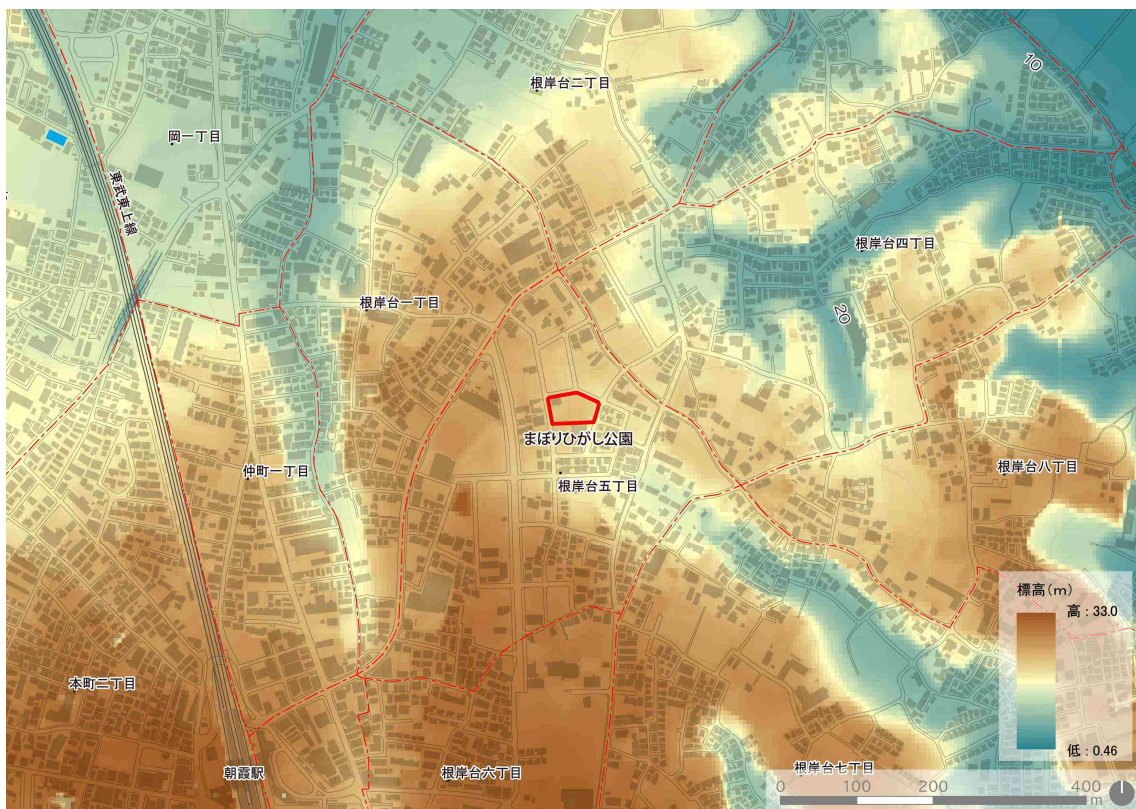 10
根岸台二丁目
岡一丁目
東武東上線
根岸台四丁目
根岸台一丁目
20
まぼりひがし公園
仲町一丁目
根岸台五丁目
根岸台八丁目
標高(m)
高 : 33.0
低 : 0.46
本町二丁目
朝霞駅
根岸台六丁目
根岸台七丁目
0 100 200 400
m